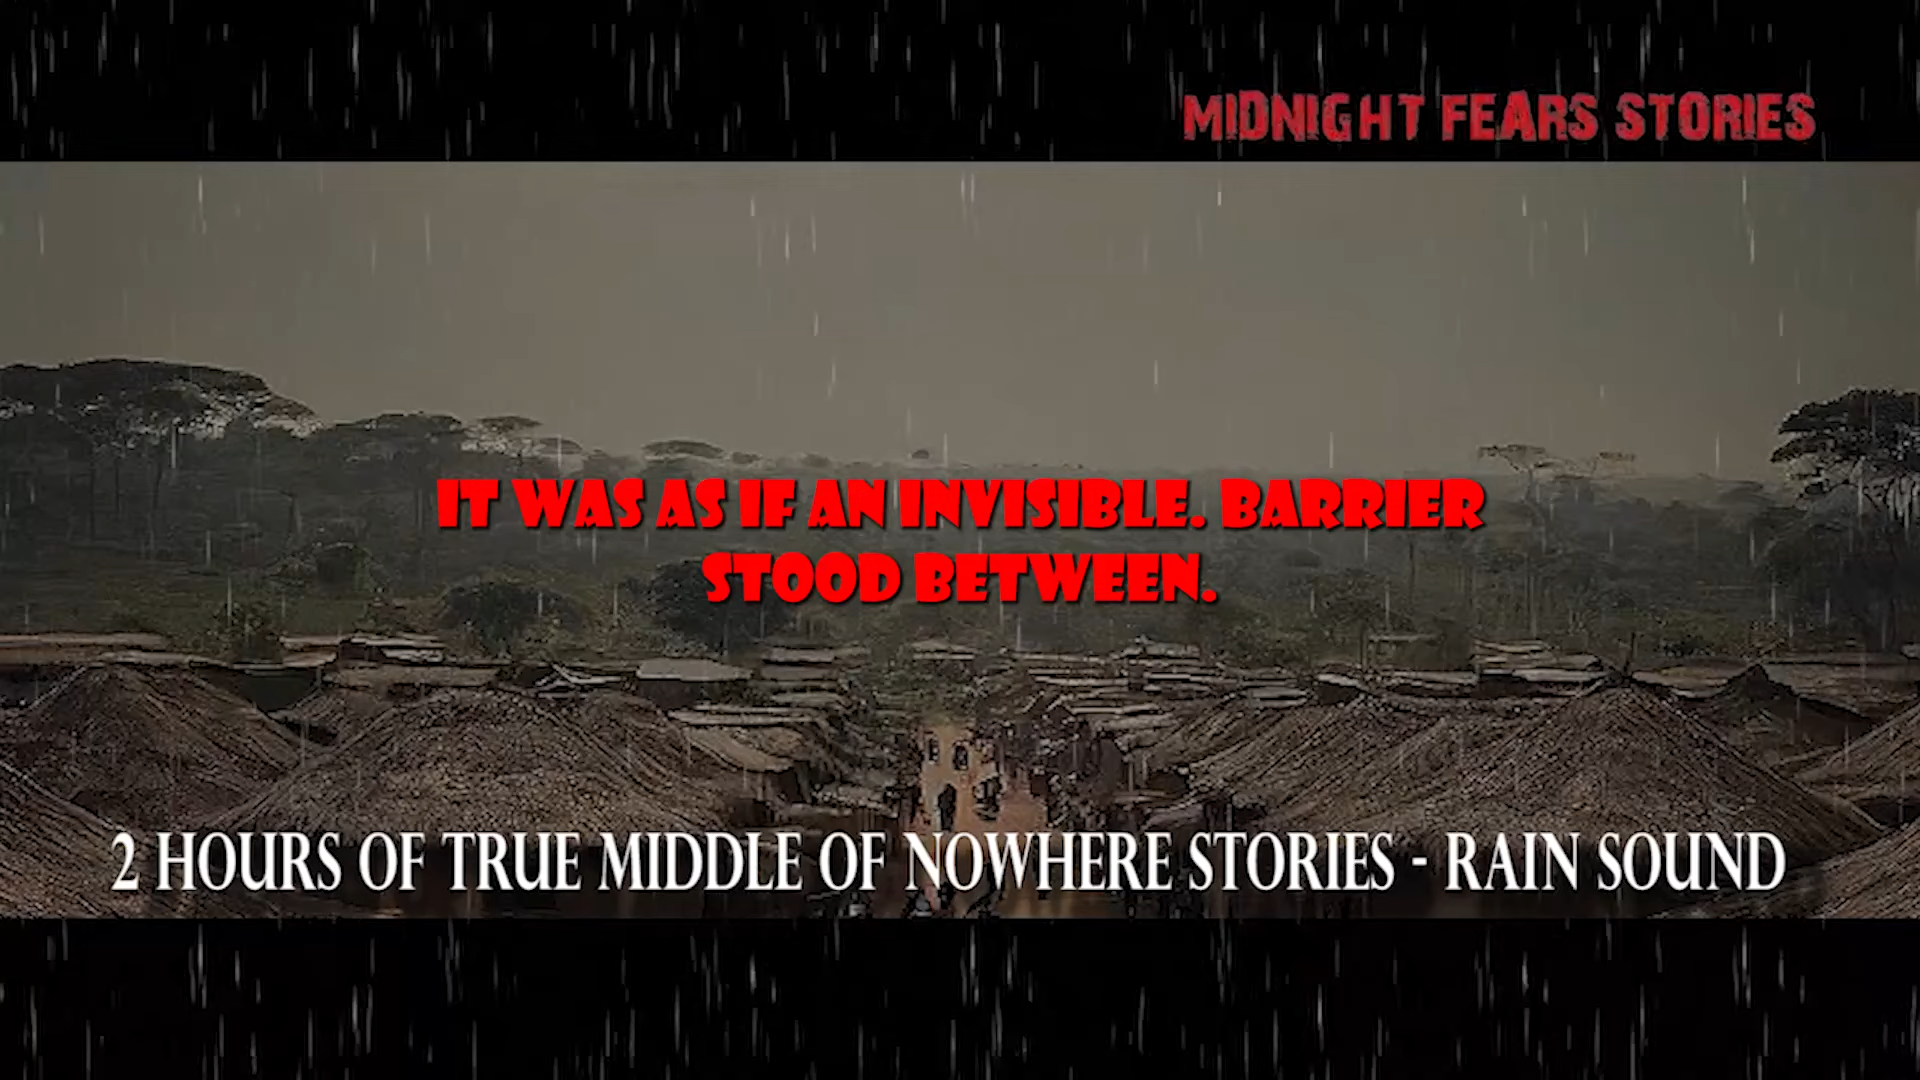 MIDNIGHT FEARS STORIES
IT WAS AS IF AN INVISIBLE. BARRIER
STOOD BETWEEN.
2 HOURS OF TRUE MIDDLE OF NOWHERE STORIES - RAIN SOUND